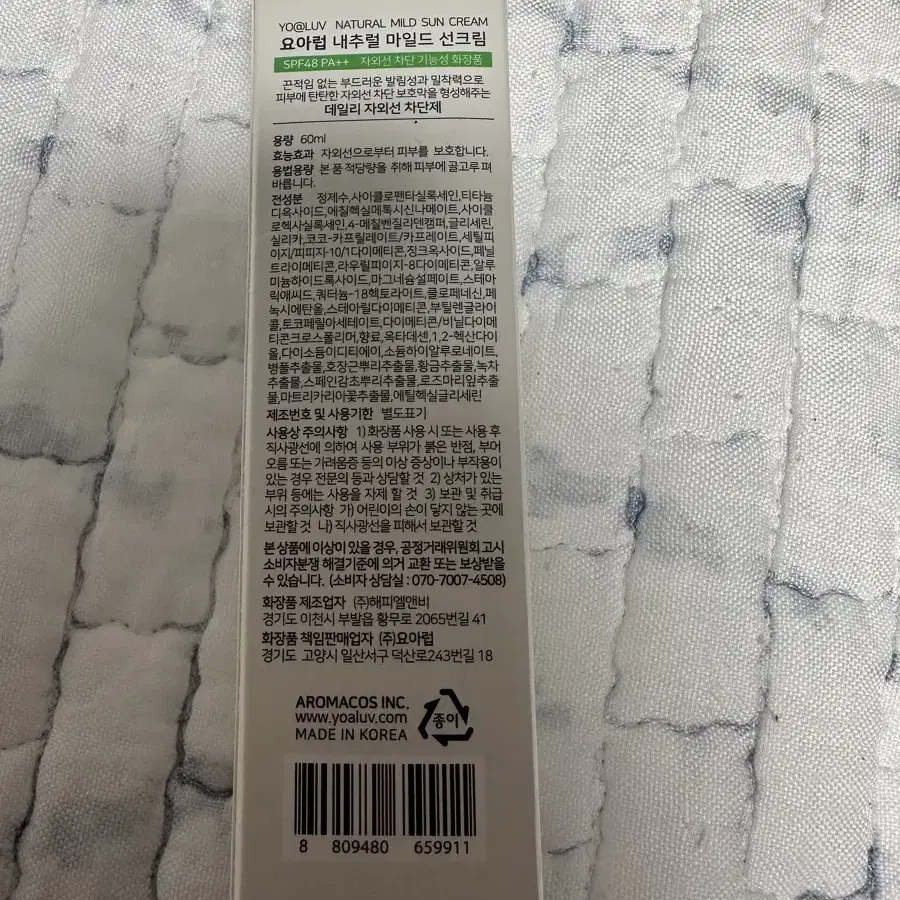 YO@LUV NATURAL MILD SUN CREAM
요아럽 내추럴 마일드 선크림
SPF48 PA++ 자외선 차단 기능성 화장품
끈적임 없는 부드러운 발림성과 밀착력으로
피부에 탄탄한 자외선 차단 보호막을 형성해주는
데일리 자외선 차단제
용량 60ml
효능효과 자외선으로부터 피부를 보호합니다.
용법용량 본 품 적당량을 취해 피부에 골고루 펴
바릅니다.
전성분 정제수,사이클로펜타실록세인,티타늄
디옥사이드,에칠헥실메톡시신나메이트,사이클
로헥사실록세인,4-메칠벤질리덴캠퍼,글리세린,
실리카,코코-카프릴레이트/카프레이트,세틸피
이지/피피지-10/1다이메티콘,징크옥사이드,페닐
트라이메티콘,라우릴피이지-8다이메티콘,알루
미늄하이드록사이드,마그네슘설페이트,스테아
릭애씨드,쿼터늄-18헥토라이트,클로페네신,페
녹시에탄올,스테아릴다이메티콘,부틸렌글라이
콜,토코페릴아세테이트,다이메티콘/비닐다이메
티콘크로스폴리머,향료,옥타데센,1,2-헥산다이
올,다이소듐이디티에이,소듐하이알루로네이트,
병풀추출물,호장근뿌리추출물,황금추출물,녹차
추출물,스페인감초뿌리추출물,로즈마리잎추출
물,마트리카리아꽃추출물,에틸헥실글리세린
제조번호 및 사용기한 별도표기
사용상 주의사항 1) 화장품 사용 시 또는 사용 후
직사광선에 의하여 사용 부위가 붉은 반점, 부어
오름 또는 가려움증 등의 이상 증상이나 부작용이
있는 경우 전문의 등과 상담할 것 2) 상처가 있는
부위 등에는 사용을 자제 할 것 3) 보관 및 취급
시의 주의사항 가) 어린이의 손이 닿지 않는 곳에
보관할 것 나) 직사광선을 피해서 보관할 것
본 상품에 이상이 있을 경우, 공정거래위원회 고시
소비자분쟁 해결기준에 의거 교환 또는 보상받을
수 있습니다. (소비자 상담실 : 070-7007-4508)
화장품 제조업자 (주)해피엘앤비
경기도 이천시 부발읍 황무로 2065번길 41
화장품 책임판매업자 (주)요아럽
경기도 고양시 일산서구 덕산로243번길 18
AROMACOS INC.
www.yoaluv.com
MADE IN KOREA
종이
8 809480 659911